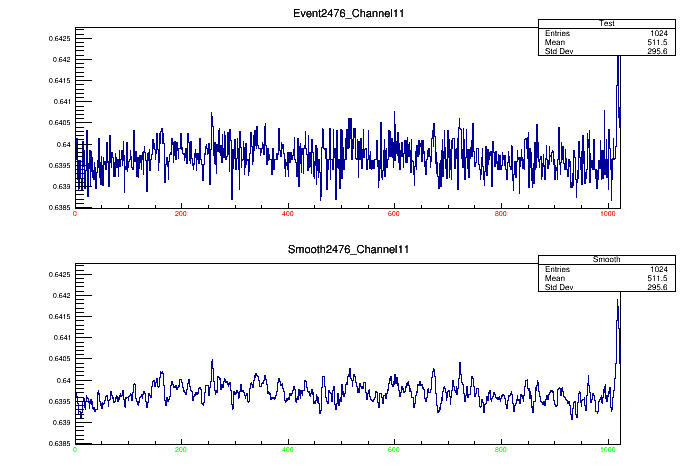 Event2476_Channel11
Test
Entries 1024
Mean 511.5
Std Dev 295.6
0.6425
0.642
0.6415
0.641
0.6405
0.64
0.6395
0.639
0.6385
0 200 400 600 800 1000
Smooth2476_Channel11
Smooth
Entries 1024
Mean 511.5
Std Dev 295.6
0.6425
0.642
0.6415
0.641
0.6405
0.64
0.6395
0.639
0.6385
0 200 400 600 800 1000